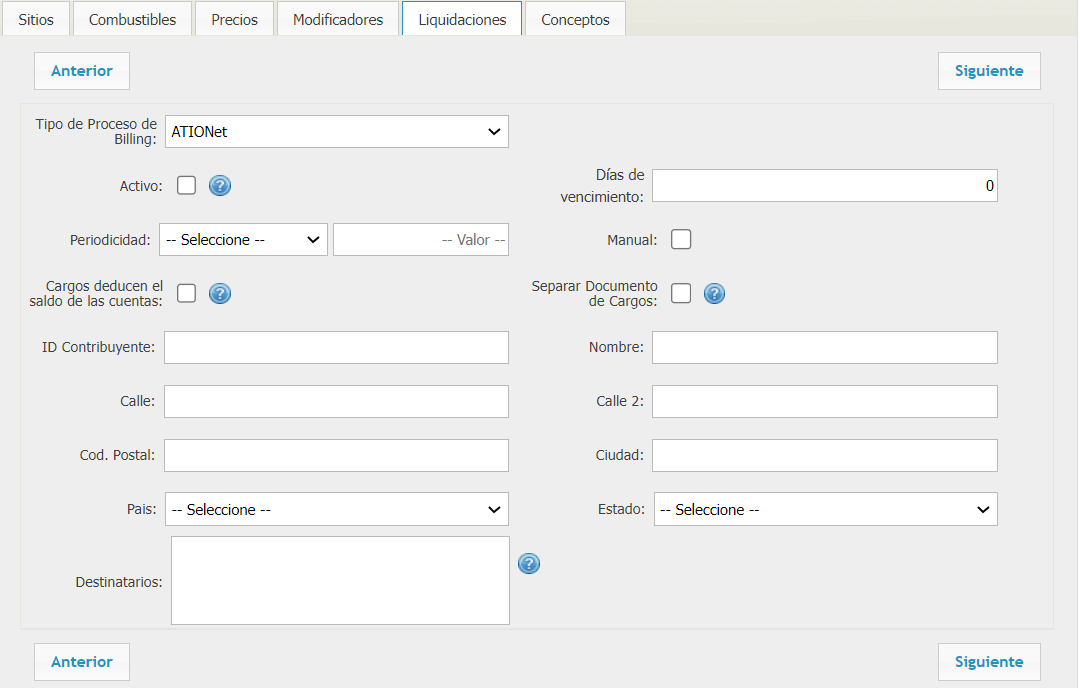 Sitios Combustibles Precios Modificadores Liquidaciones Conceptos
Anterior Siguiente
Tipo de Proceso de
Billing: ATIONet
Activo: ? Días de
vencimiento: 0
Periodicidad: -- Seleccione -- -- Valor -- Manual:
Cargos deducen el
saldo de las cuentas: ? Separar Documento
de Cargos: ?
ID Contribuyente: Nombre:
Calle: Calle 2:
Cod. Postal: Ciudad:
Pais: -- Seleccione -- Estado: -- Seleccione --
Destinatarios: ?
Anterior Siguiente